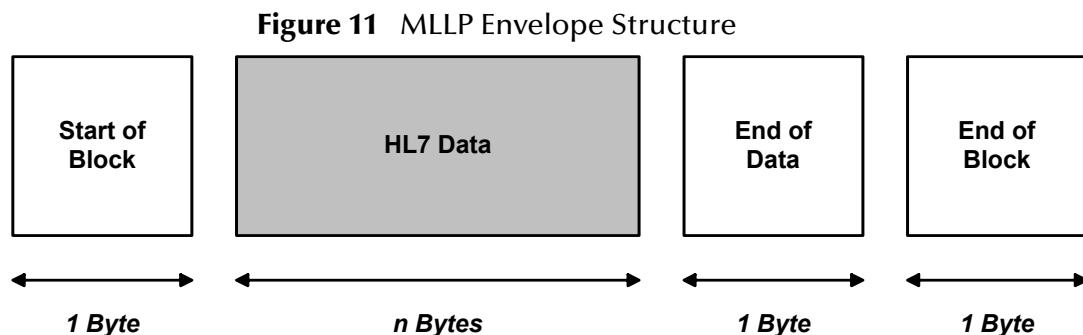 Figure 11 MLLP Envelope Structure
Start of
Block
HL7 Data
End of
Data
End of
Block
1 Byte
n Bytes
1 Byte
1 Byte